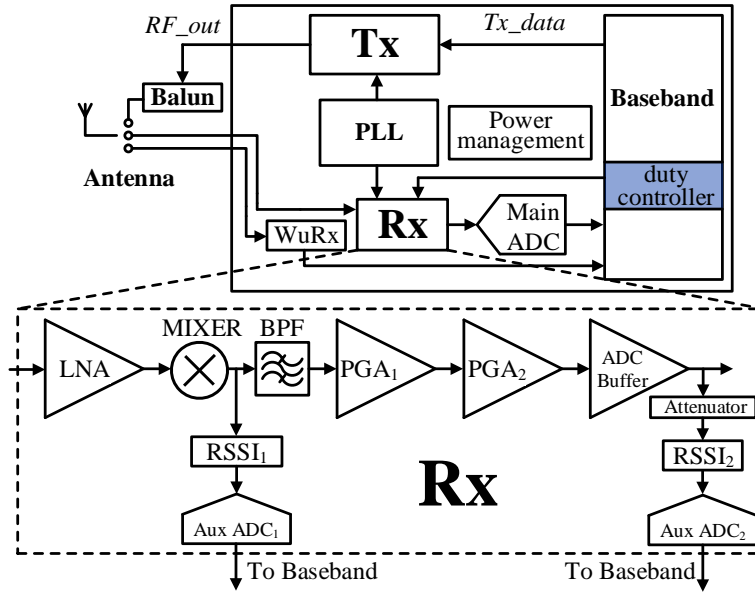 RF_out
Tx
Tx_data
Balun
Baseband
PLL
Power
management
Antenna
duty
controller
WuRx
Rx
Main
ADC
MIXER
BPF
LNA
PGA1
PGA2
ADC
Buffer
Attenuator
RSSI1
RSSI2
Rx
Aux ADC1
Aux ADC2
To Baseband
To Baseband